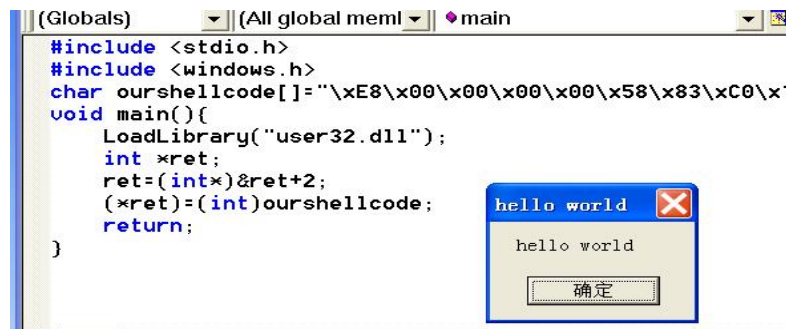 (Globals) (All global meml main
#include <stdio.h>
#include <windows.h>
char ourshellcode[]="\xE8\x00\x00\x00\x00\x58\x83\xC0\x
void main(){
LoadLibrary("user32.dll");
int *ret;
ret=(int*)&ret+2;
(*ret)=(int)ourshellcode;
return;
}
hello world
hello world
确定